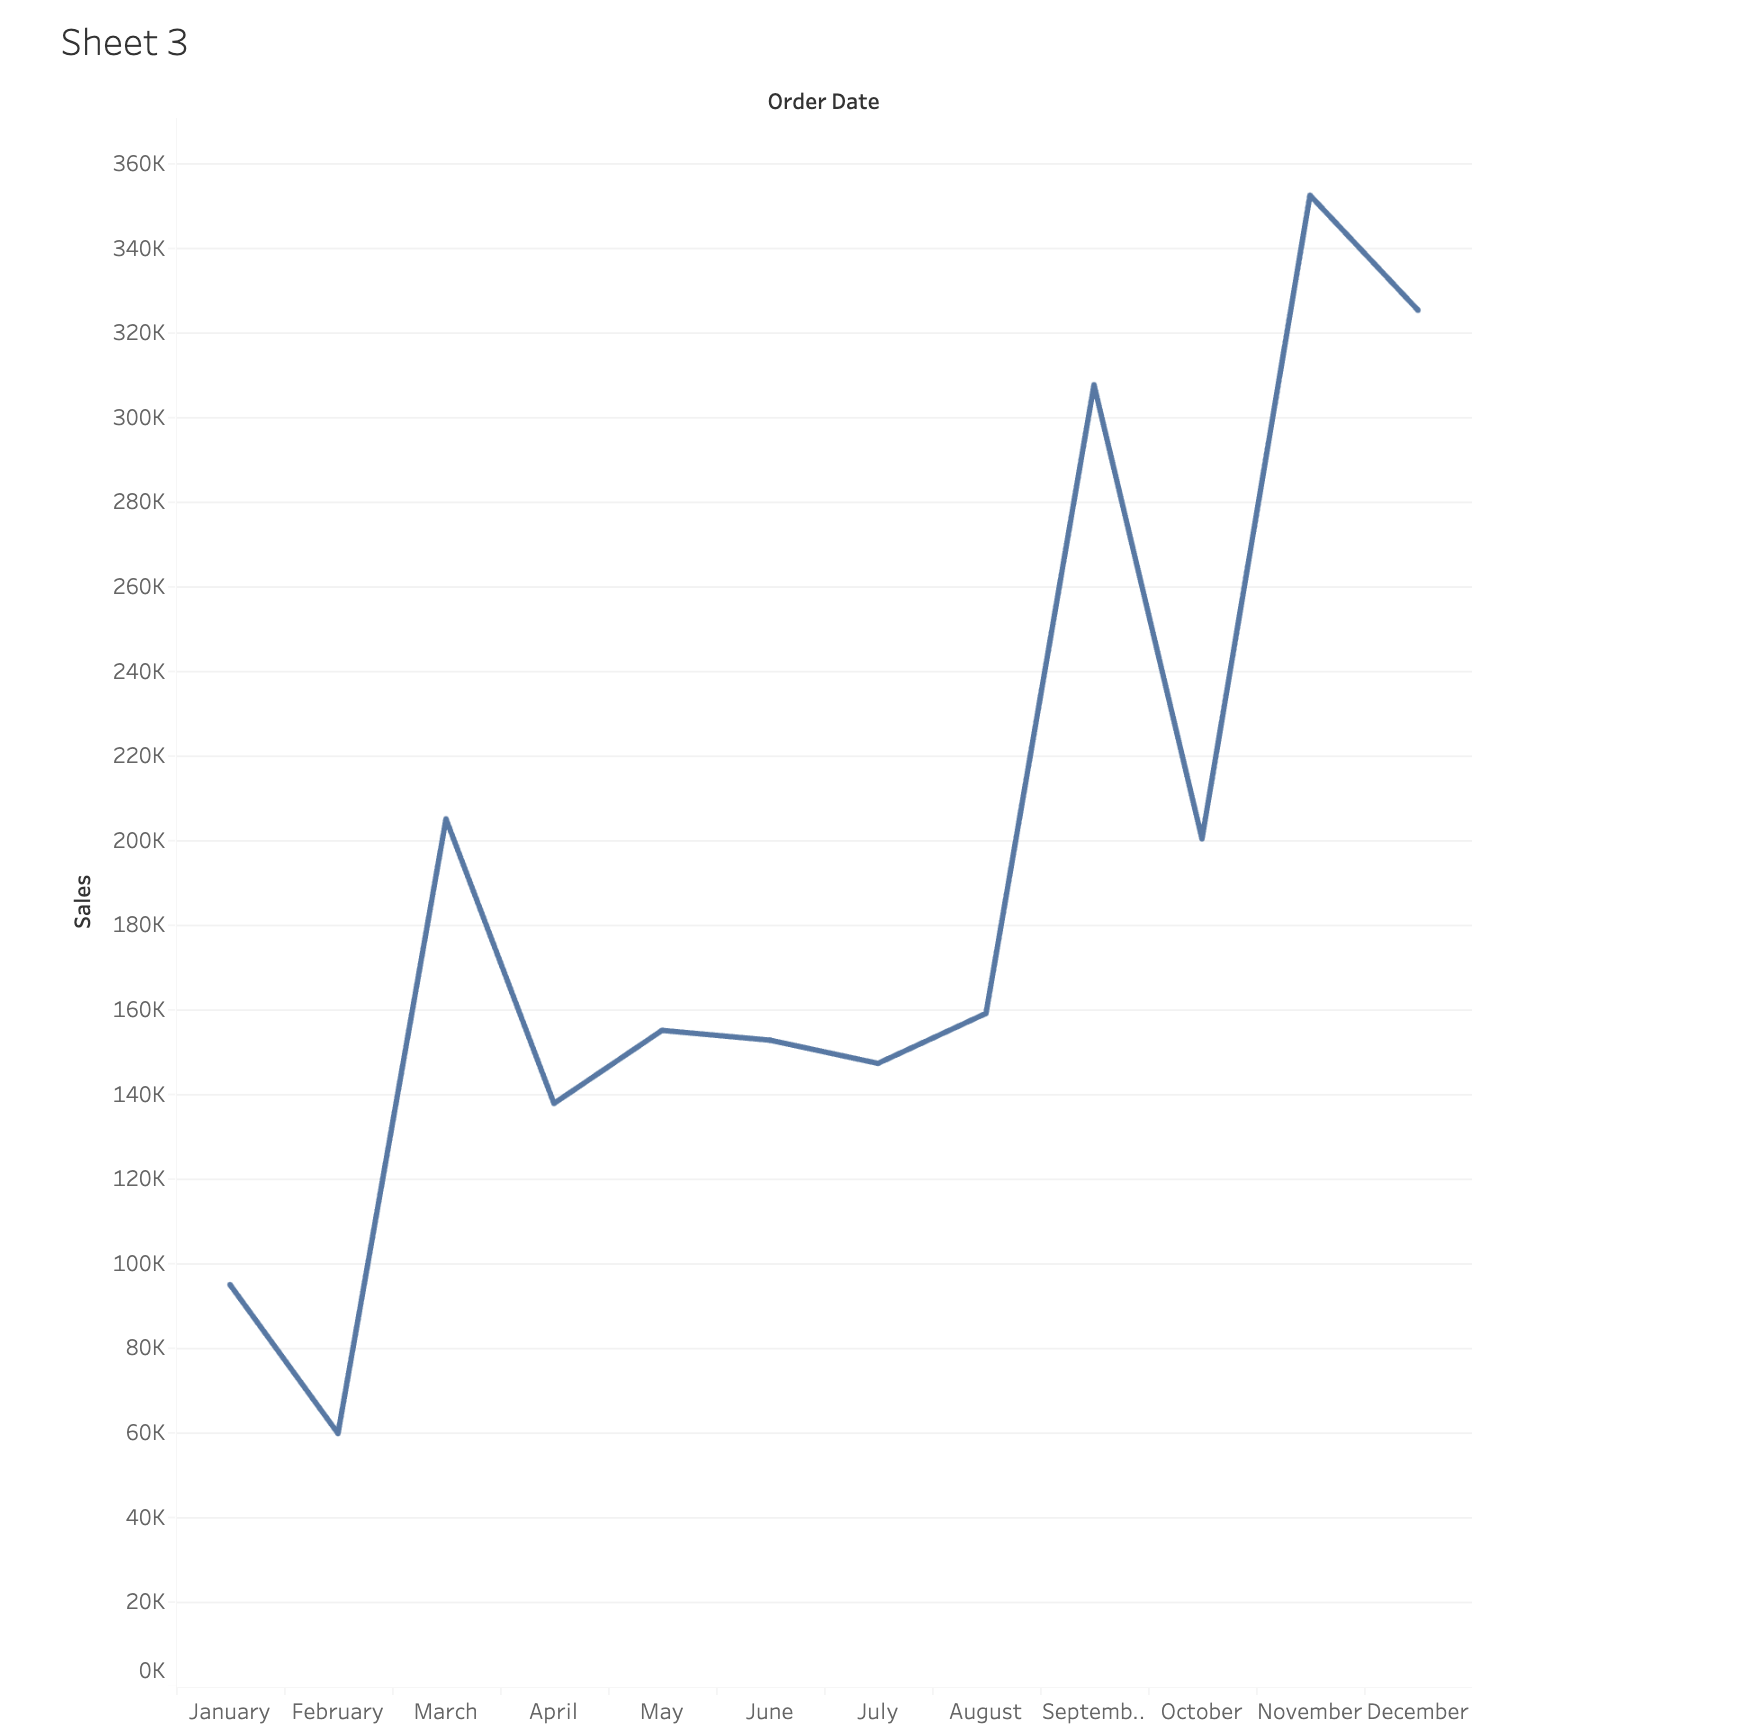 Sheet 3
Order Date
360K
340K
320K
300K
280K
260K
240K
220K
200K
180K
160K
140K
120K
100K
80K
60K
40K
20K
0K
Sales
January February March April May June July August Septemb.. October November December